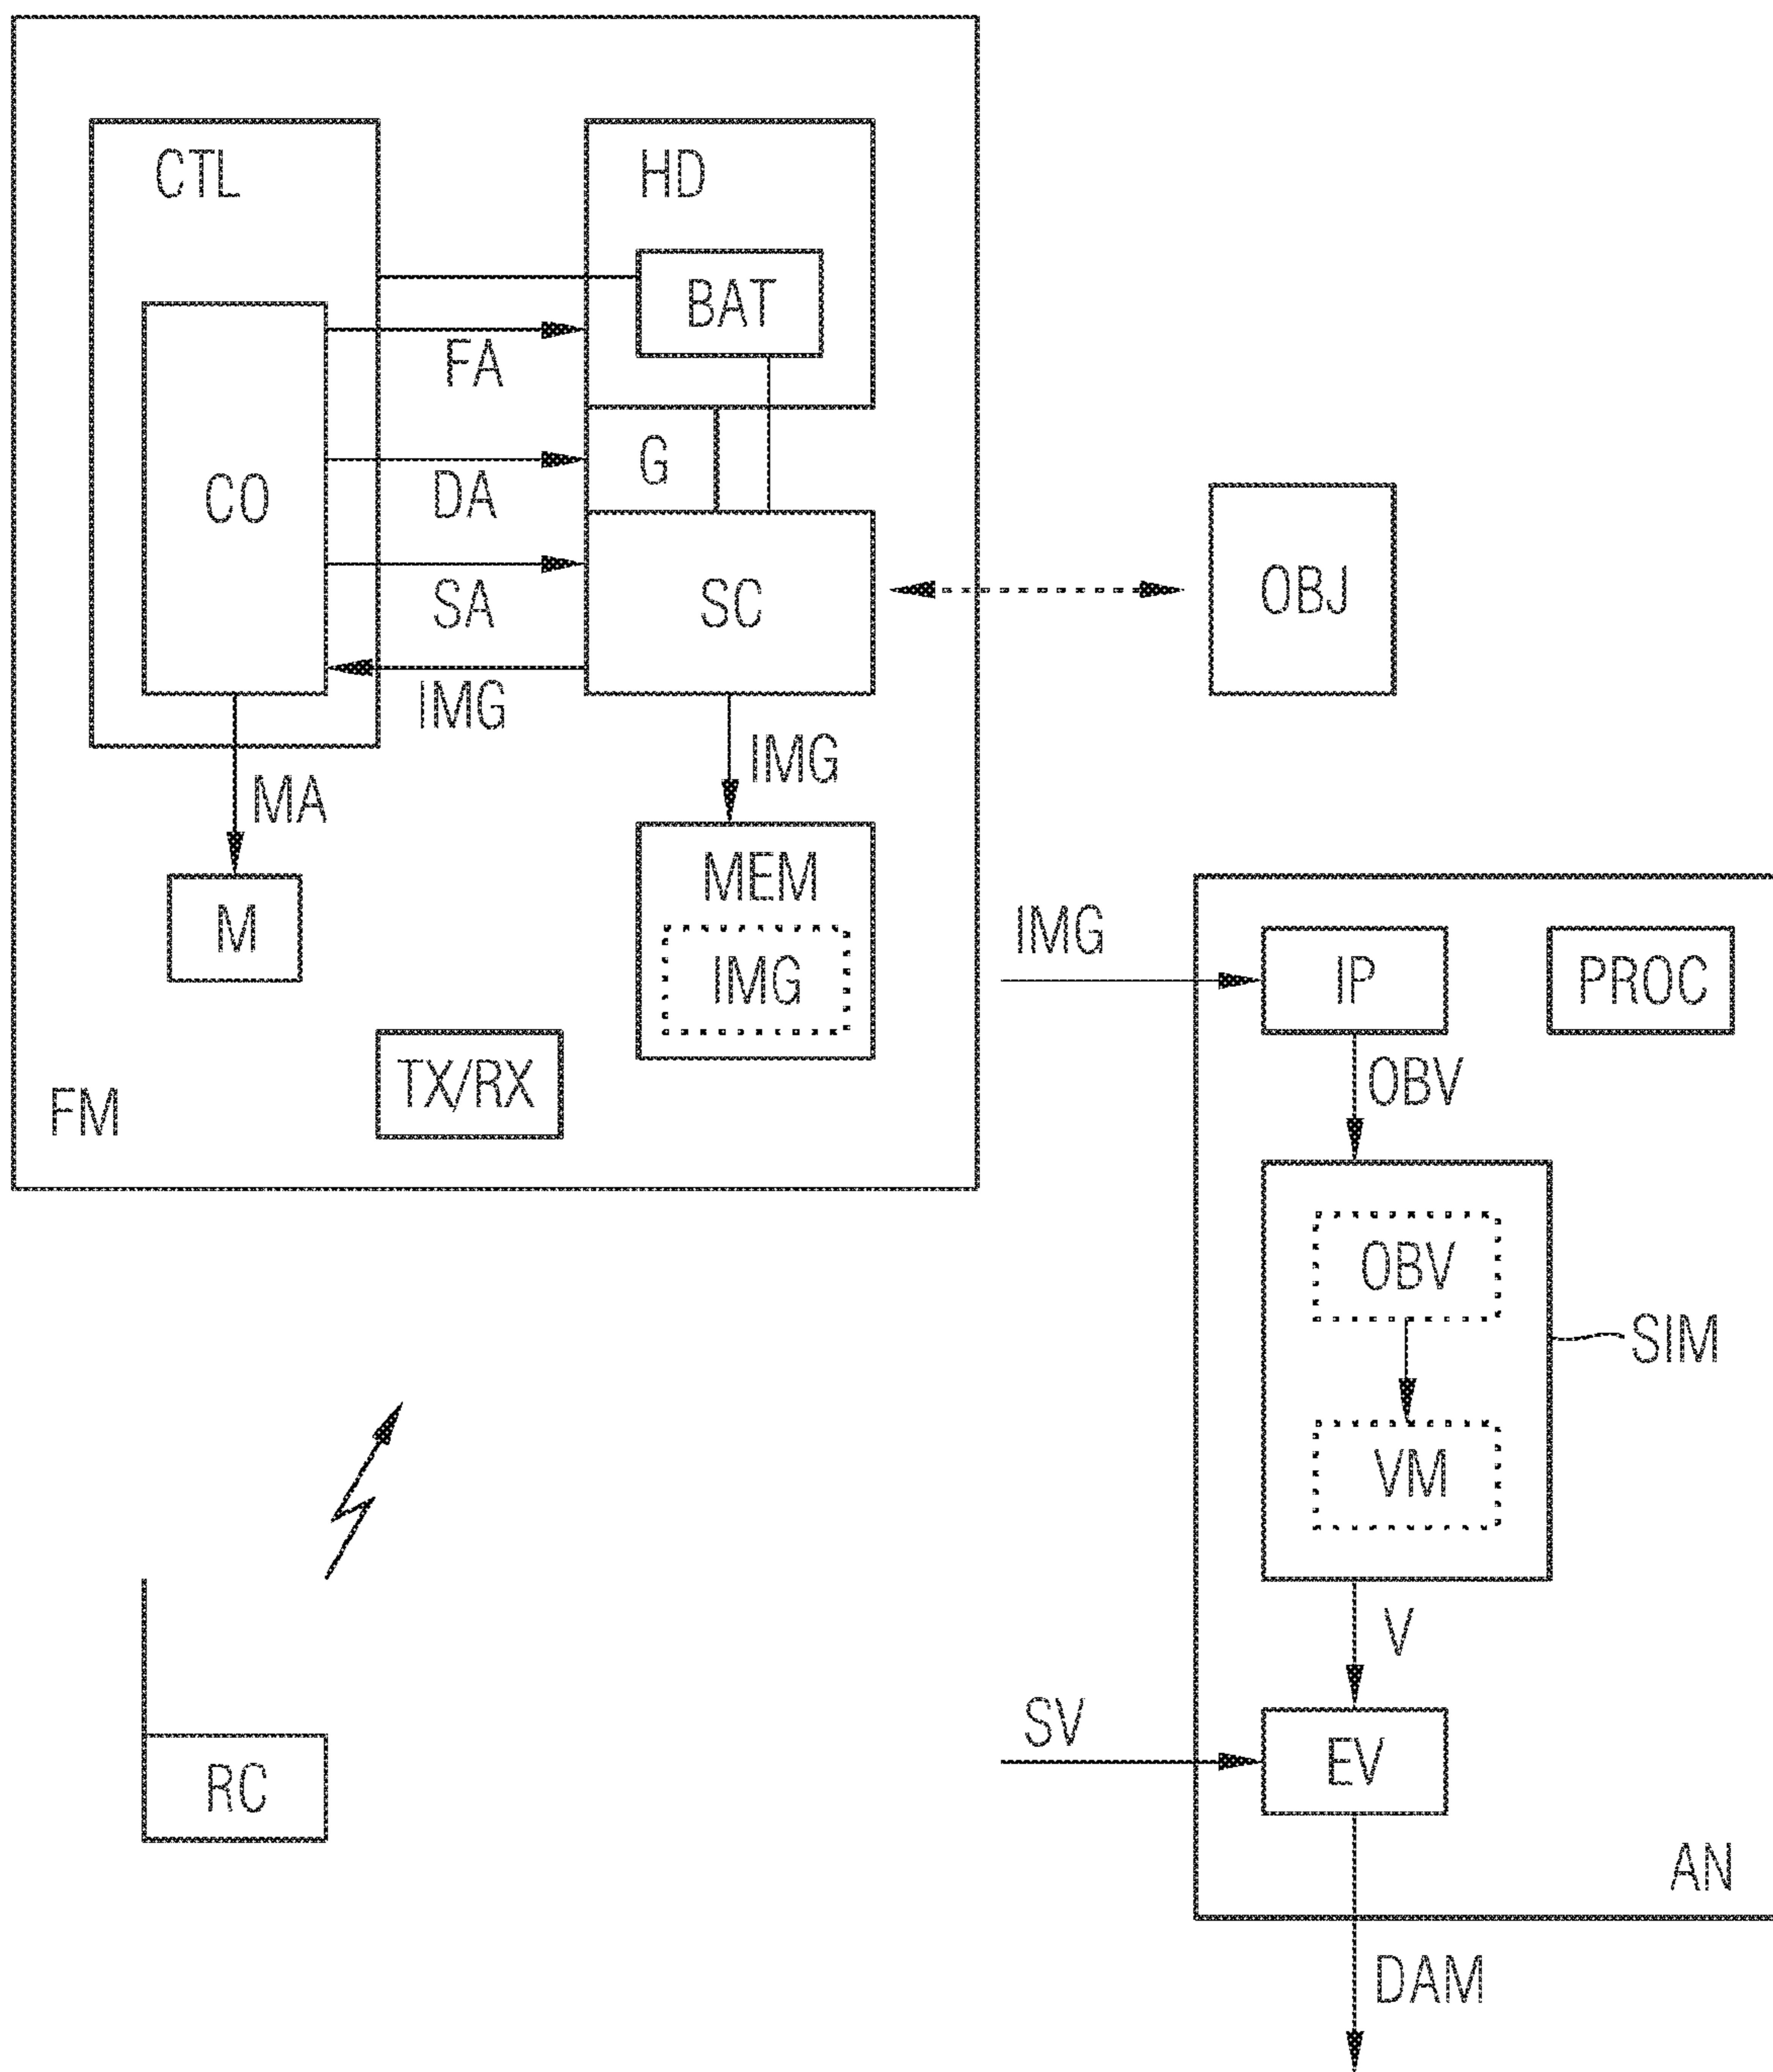 CTL
HD
BAT
FA
CO
G
DA
SA
SC
OBJ
IMG
IMG
MA
MEM
M
IMG
IMG
IP
PROC
TX/RX
FM
OBV
OBV
SIM
VM
V
SV
EV
RC
AN
DAM